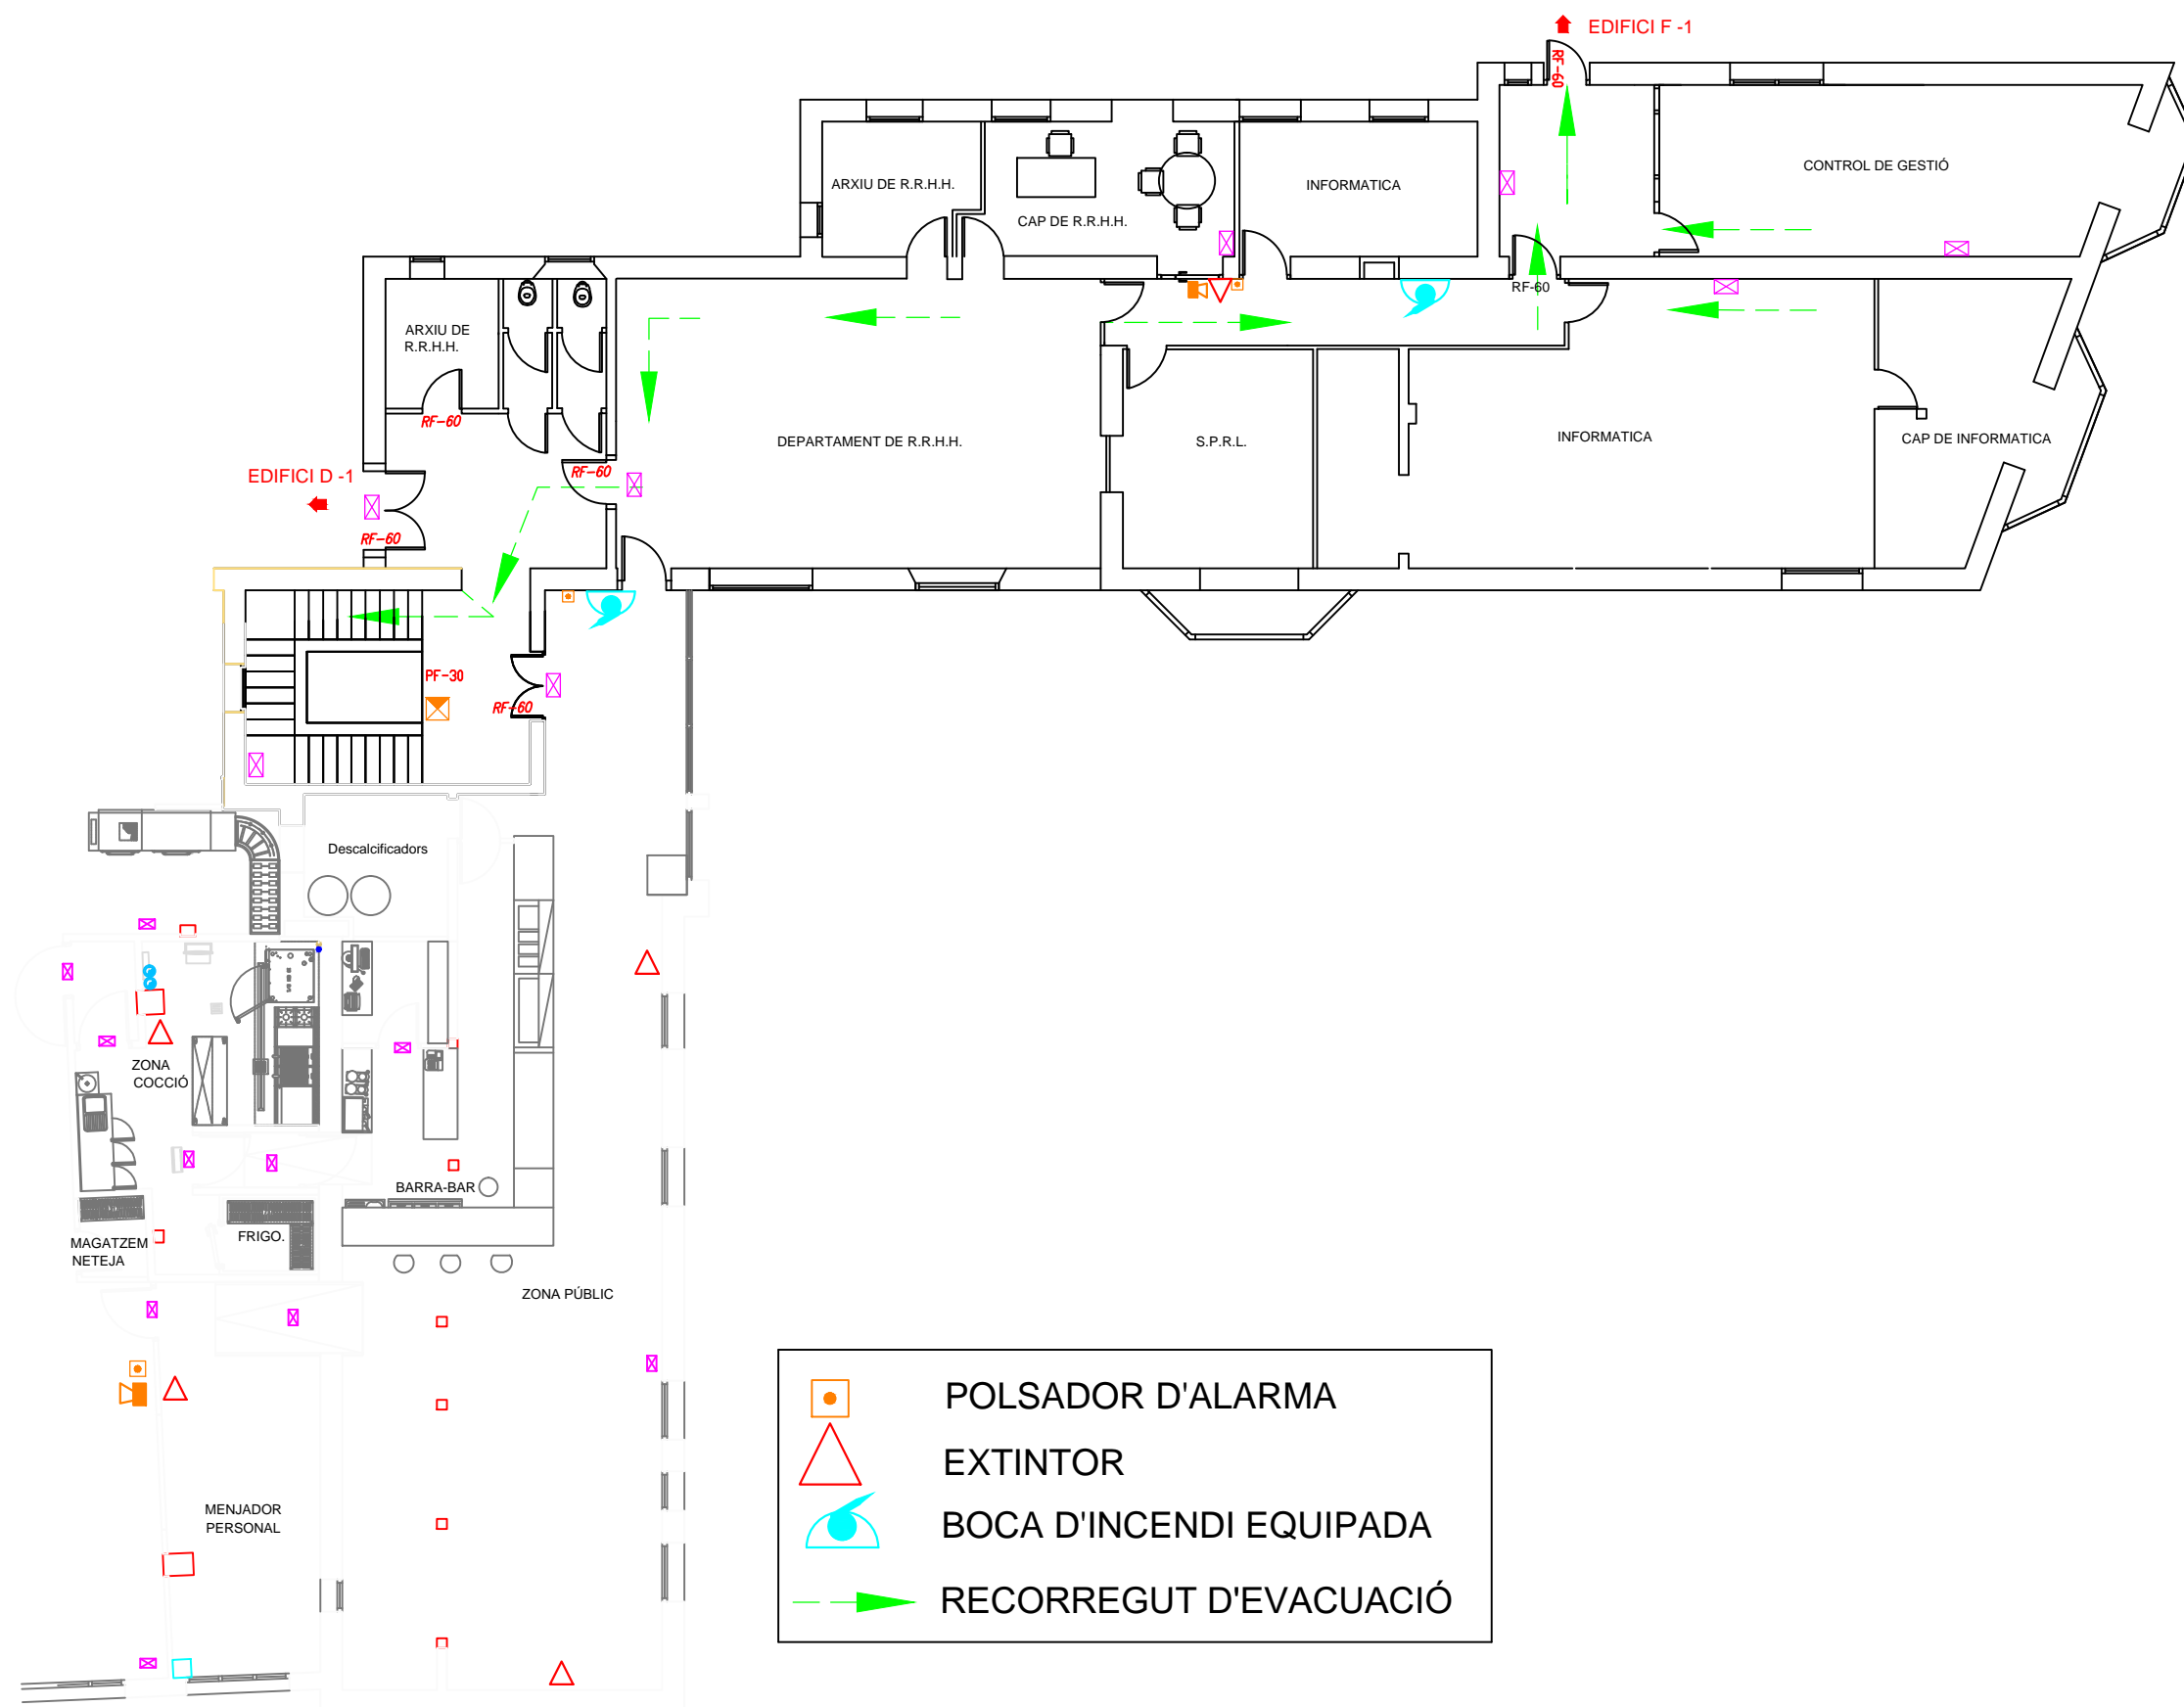 EDIFICI F -1
RF-60
CONTROL DE GESTIÓ
ARXIU DE R.R.H.H.
INFORMATICA
CAP DE R.R.H.H.
RF-60
ARXIU DE
R.R.H.H.
RF-60
DEPARTAMENT DE R.R.H.H.
S.P.R.L.
INFORMATICA
CAP DE INFORMATICA
RF-60
EDIFICI D -1
RF-60
PF-30
RF-60
Descalcificadors
ZONA
COCCIÓ
BARRA-BAR
MAGATZEM
NETEJA
FRIGO.
ZONA PÚBLIC
MENJADOR
PERSONAL
POLSADOR D'ALARMA
EXTINTOR
BOCA D'INCENDI EQUIPADA
RECORREGUT D'EVACUACIÓ